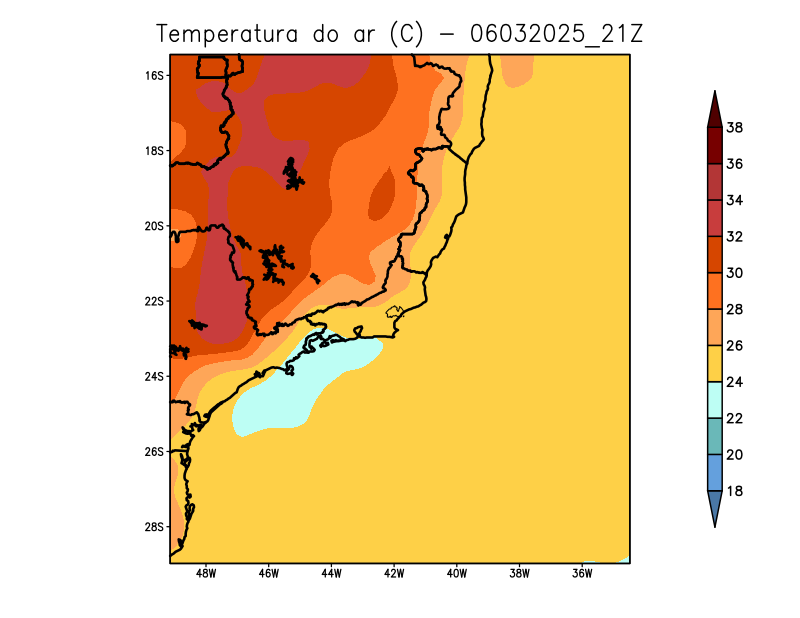 Temperatura do ar (C) – 06032025_21Z
16S
18S
20S
22S
24S
26S
28S
48W 46W 44W 42W 40W 38W 36W
38
36
34
32
30
28
26
24
22
20
18